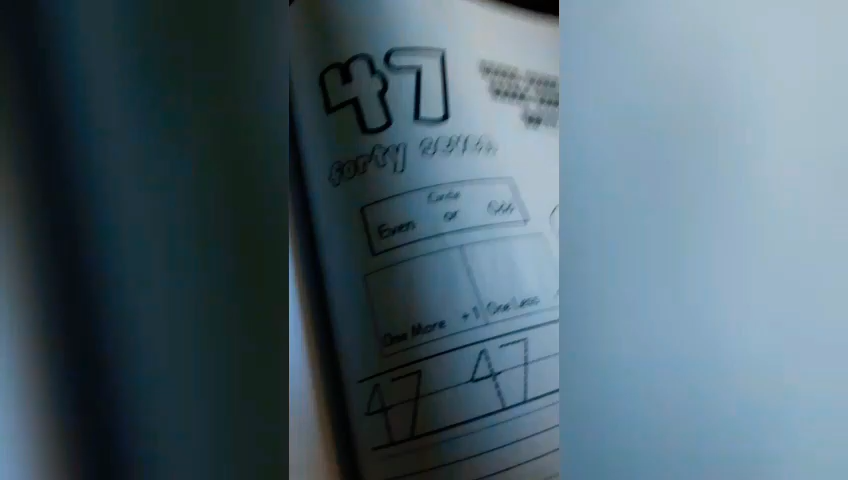 47
forty seven
Circle
Even or Odd
One More +1 One Less
47 47